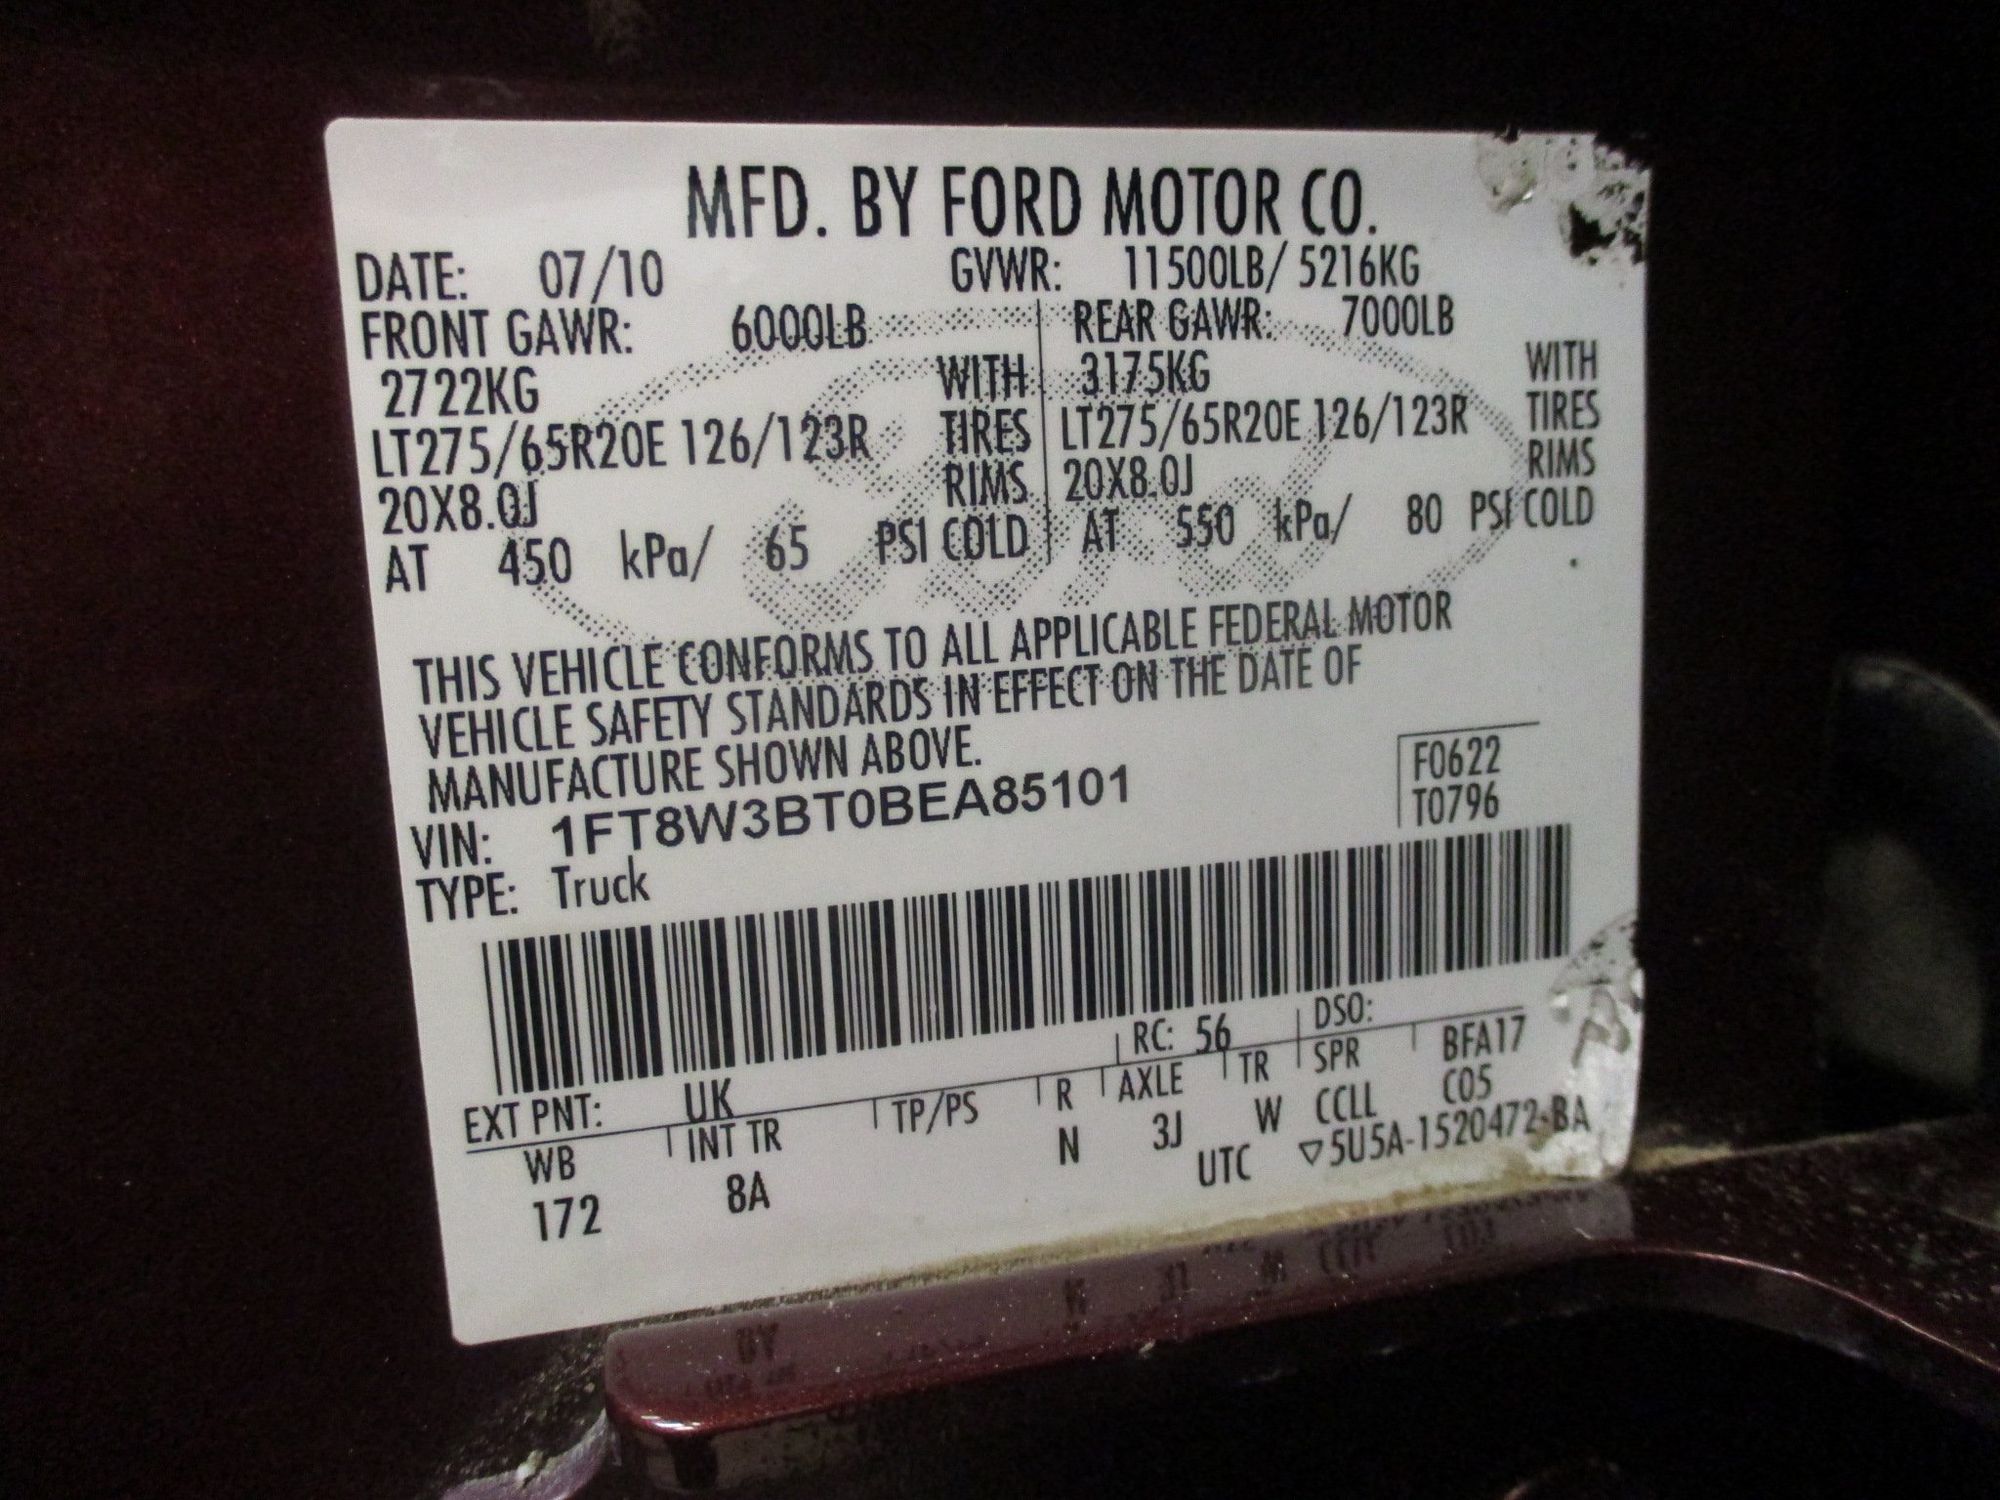 MFD. BY FORD MOTOR CO.
DATE: 07/10 GVWR: 11500LB/ 5216KG
FRONT GAWR: 6000LB REAR GAWR: 7000LB
2722KG WITH 3175KG WITH
LT275/65R20E 126/123R TIRES LT275/65R20E 126/123R TIRES
20X8.0J RIMS 20X8.0J RIMS
AT 450 kPa/ 65 PSI COLD AT 550 kPa/ 80 PSI COLD
THIS VEHICLE CONFORMS TO ALL APPLICABLE FEDERAL MOTOR
VEHICLE SAFETY STANDARDS IN EFFECT ON THE DATE OF
MANUFACTURE SHOWN ABOVE.
F0622
VIN: 1FT8W3BT0BEA85101 T0796
TYPE: Truck
EXT PNT: UK RC: 56 DSO:
WB INT TR TP/PS R AXLE TR SPR BFA17
172 8A N 3J W CCLL C05
UTC ▽5U5A-1520472-BA
Ford